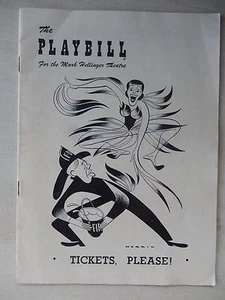 The
PLAYBILL
For the Mark Hellinger Theatre
• TICKETS, PLEASE! •